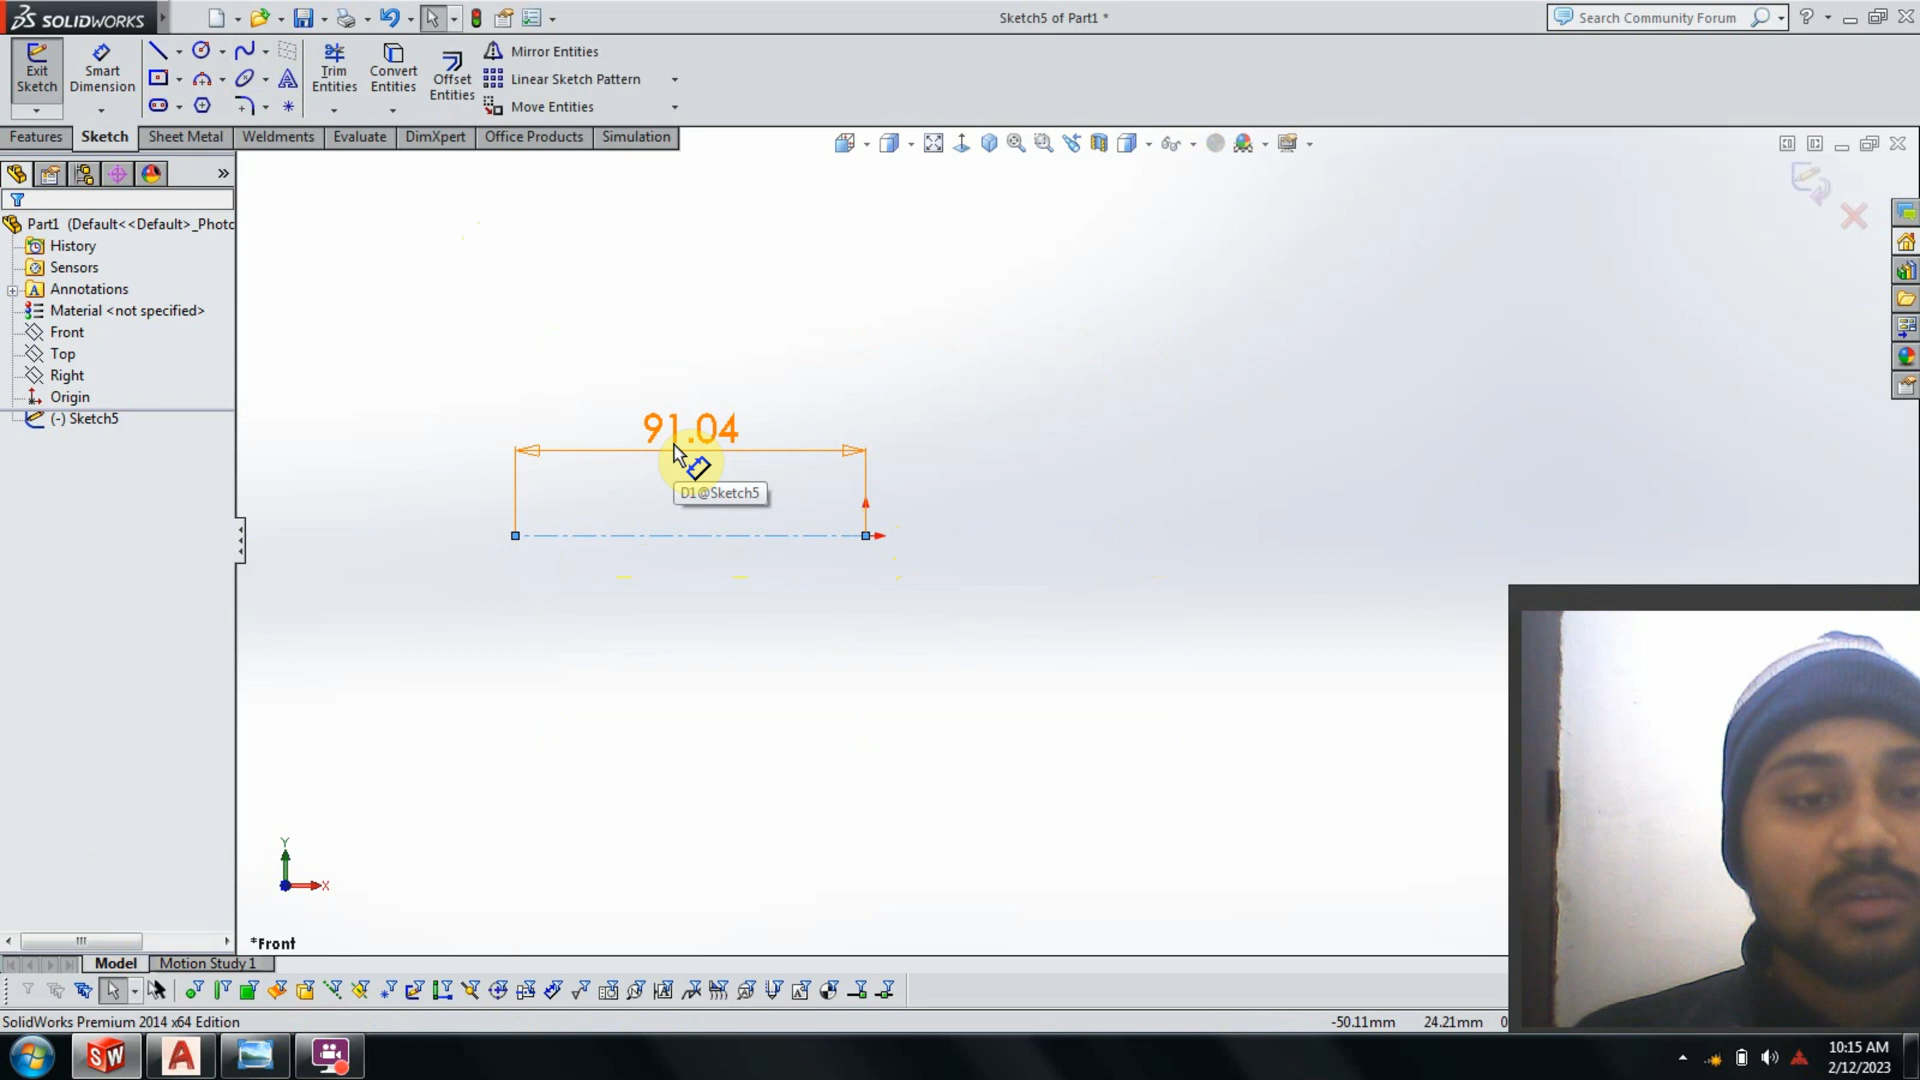 SOLIDWORKS
Sketch5 of Part1 *
Search Community Forum
Exit Sketch
Smart Dimension
Trim Entities
Convert Entities
Offset Entities
Mirror Entities
Linear Sketch Pattern
Move Entities
Features
Sketch
Sheet Metal
Weldments
Evaluate
DimXpert
Office Products
Simulation
Part1 (Default<<Default>_Photo
History
Sensors
Annotations
Material <not specified>
Front
Top
Right
Origin
(-) Sketch5
91.04
D1@Sketch5
Y
X
*Front
Model
Motion Study 1
SolidWorks Premium 2014 x64 Edition
-50.11mm
24.21mm
0
SW
10:15 AM
2/12/2023